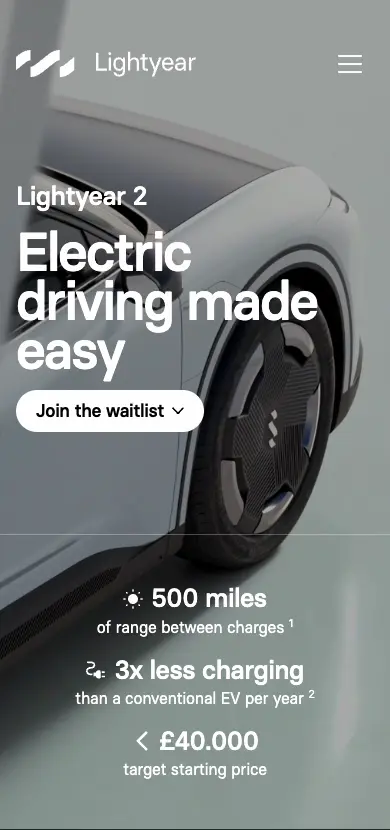 Lightyear
Lightyear 2
Electric
driving made
easy
Join the waitlist
500 miles
of range between charges ¹
3x less charging
than a conventional EV per year ²
< £40.000
target starting price